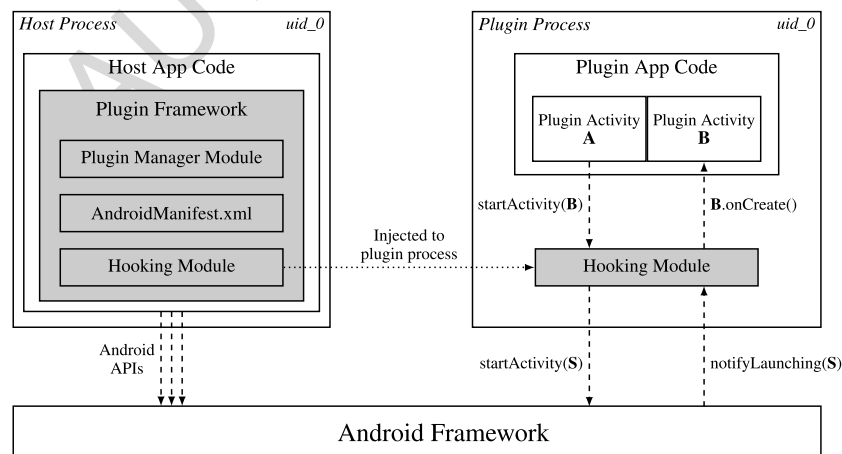 Host Process
uid_0
Host App Code
Plugin Framework
Plugin Manager Module
AndroidManifest.xml
Hooking Module
Android
APIs
Injected to
plugin process
Plugin Process
uid_0
Plugin App Code
Plugin Activity
A
Plugin Activity
B
startActivity(B)
B.onCreate()
Hooking Module
startActivity(S)
notifyLaunching(S)
Android Framework